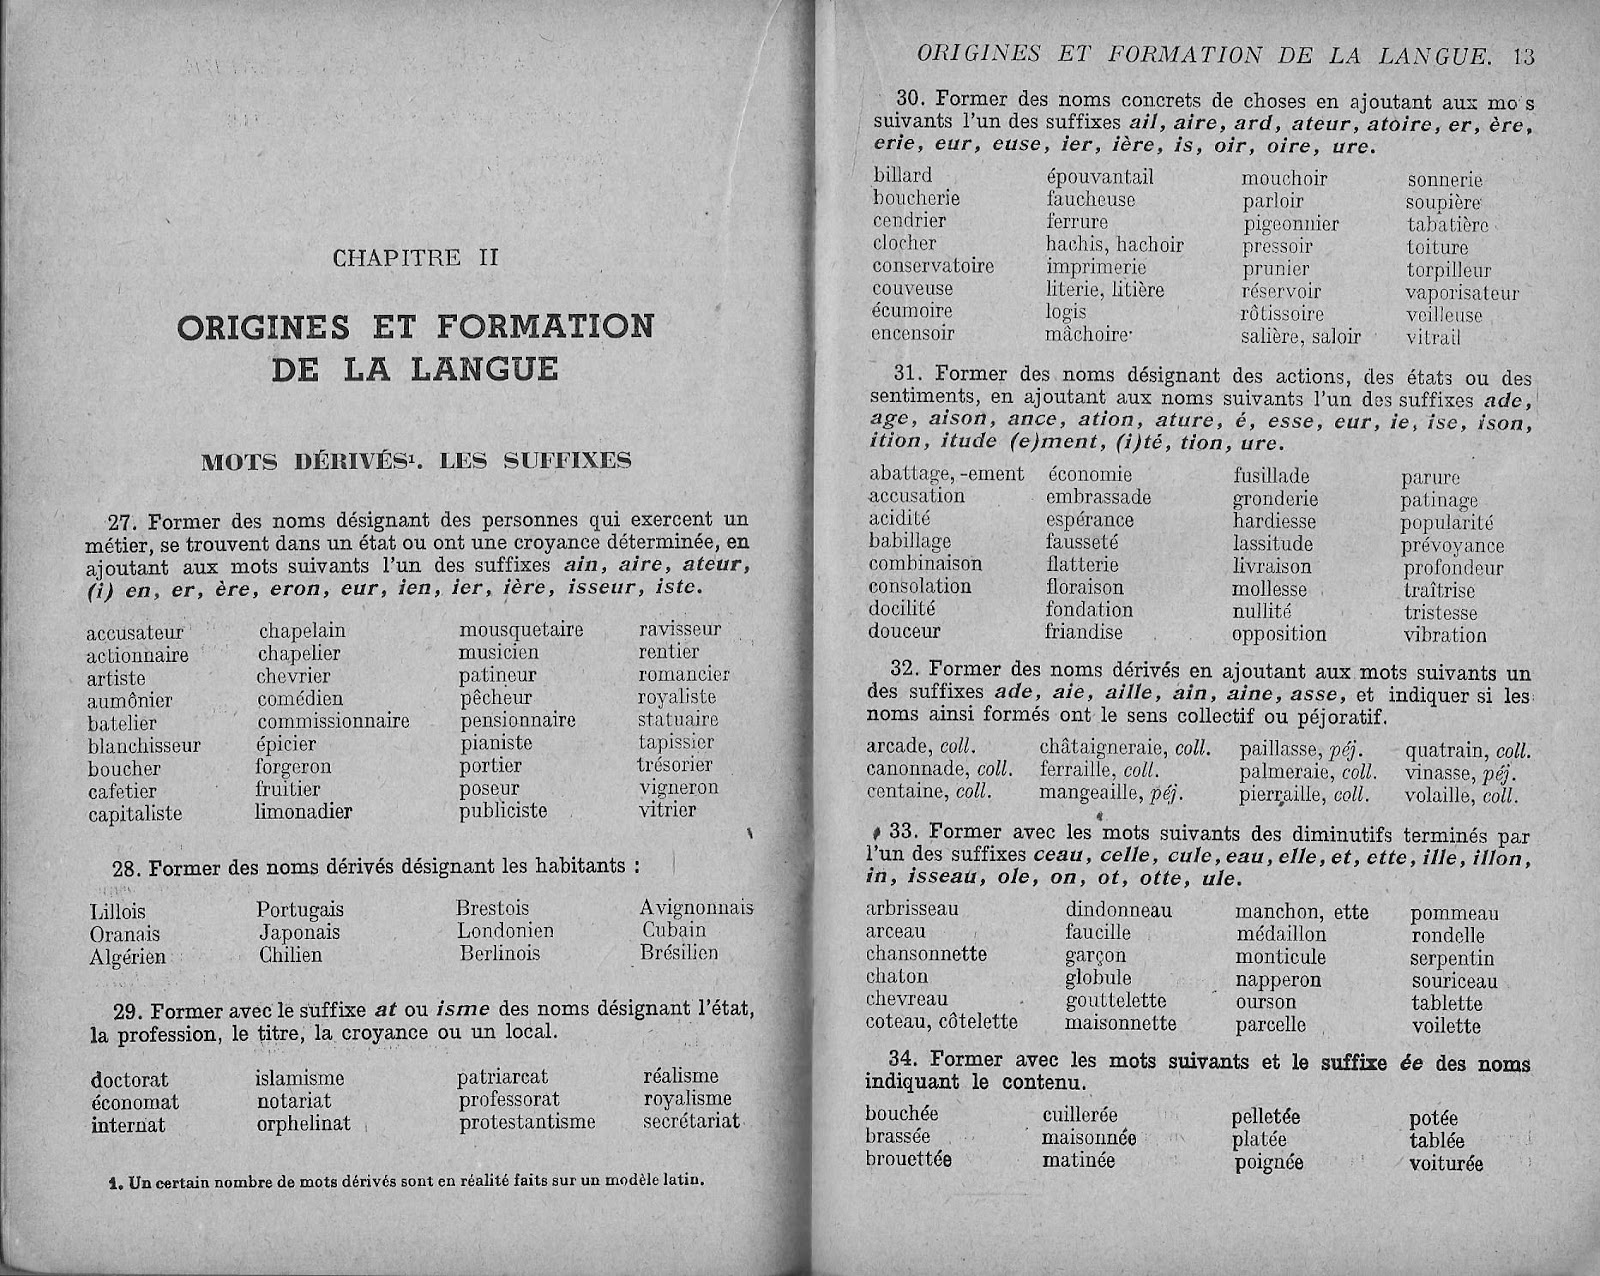 CHAPITRE II
ORIGINES ET FORMATION
DE LA LANGUE
MOTS DÉRIVÉS¹. LES SUFFIXES
27. Former des noms désignant des personnes qui exercent un
métier, se trouvent dans un état ou ont une croyance déterminée, en
ajoutant aux mots suivants l'un des suffixes ain, aire, ateur,
(i) en, er, ère, eron, eur, ien, ier, ière, isseur, iste.
accusateur chapelain mousquetaire ravisseur
actionnaire chapelier musicien rentier
artiste chevrier patineur romancier
aumônier comédien pêcheur royaliste
batelier commissionnaire pensionnaire statuaire
blanchisseur épicier pianiste tapissier
boucher forgeron portier trésorier
cafetier fruitier poseur vigneron
capitaliste limonadier publiciste vitrier
28. Former des noms dérivés désignant les habitants :
Lillois Portugais Brestois Avignonnais
Oranais Japonais Londonien Cubain
Algérien Chilien Berlinois Brésilien
29. Former avec le suffixe at ou isme des noms désignant l'état,
la profession, le titre, la croyance ou un local.
doctorat islamisme patriarcat réalisme
économat notariat professorat royalisme
internat orphelinat protestantisme secrétariat
1. Un certain nombre de mots dérivés sont en réalité faits sur un modèle latin.
ORIGINES ET FORMATION DE LA LANGUE. 13
30. Former des noms concrets de choses en ajoutant aux mo s
suivants l'un des suffixes ail, aire, ard, ateur, atoire, er, ère,
erie, eur, euse, ier, ière, is, oir, oire, ure.
billard épouvantail mouchoir sonnerie
boucherie faucheuse parloir soupière
cendrier ferrure pigeonnier tabatière
clocher hachis, hachoir pressoir toiture
conservatoire imprimerie prunier torpilleur
couveuse literie, litière réservoir vaporisateur
écumoire logis rôtissoire veilleuse
encensoir mâchoire salière, saloir vitrail
31. Former des noms désignant des actions, des états ou des
sentiments, en ajoutant aux noms suivants l'un des suffixes ade,
age, aison, ance, ation, ature, é, esse, eur, ie, ise, ison,
ition, itude (e)ment, (i)té, tion, ure.
abattage, -ement économie fusillade parure
accusation embrassade gronderie patinage
acidité espérance hardiesse popularité
babillage fausseté lassitude prévoyance
combinaison flatterie livraison profondeur
consolation floraison mollesse traîtrise
docilité fondation nullité tristesse
douceur friandise opposition vibration
32. Former des noms dérivés en ajoutant aux mots suivants un
des suffixes ade, aie, aille, ain, aine, asse, et indiquer si les
noms ainsi formés ont le sens collectif ou péjoratif.
arcade, coll. châtaigneraie, coll. paillasse, péj. quatrain, coll.
canonnade, coll. ferraille, coll. palmeraie, coll. vinasse, péj.
centaine, coll. mangeaille, péj. pierraille, coll. volaille, coll.
33. Former avec les mots suivants des diminutifs terminés par
l'un des suffixes ceau, celle, cule, eau, elle, et, ette, ille, illon,
in, isseau, ole, on, ot, otte, ule.
arbrisseau dindonneau manchon, ette pommeau
arceau faucille médaillon rondelle
chansonnette garçon monticule serpentin
chaton globule napperon souriceau
chevreau gouttelette ourson tablette
coteau, côtelette maisonnette parcelle voilette
34. Former avec les mots suivants et le suffixe ée des noms
indiquant le contenu.
bouchée cuillerée pelletée potée
brassée maisonnée platée tablée
brouettée matinée poignée voiturée